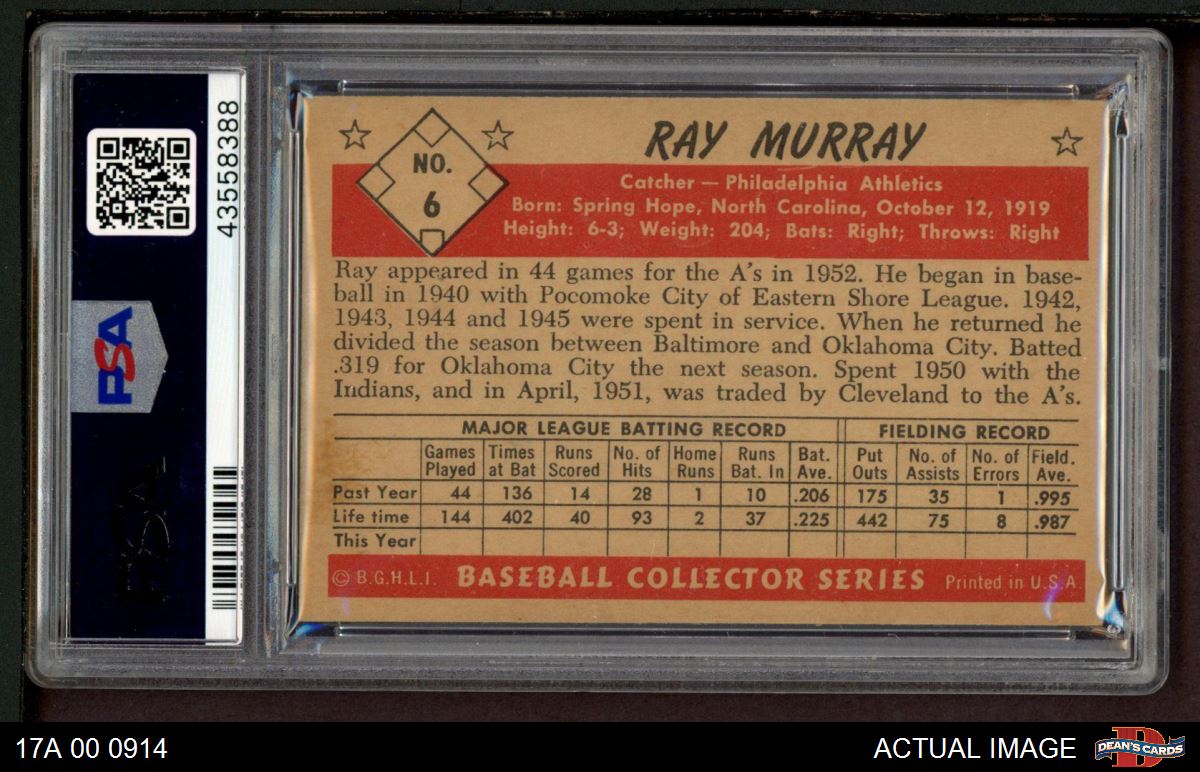 43558388
PSA
NO.
6
RAY MURRAY
Catcher — Philadelphia Athletics
Born: Spring Hope, North Carolina, October 12, 1919
Height: 6-3; Weight: 204; Bats: Right; Throws: Right
Ray appeared in 44 games for the A's in 1952. He began in base-
ball in 1940 with Pocomoke City of Eastern Shore League. 1942,
1943, 1944 and 1945 were spent in service. When he returned he
divided the season between Baltimore and Oklahoma City. Batted
.319 for Oklahoma City the next season. Spent 1950 with the
Indians, and in April, 1951, was traded by Cleveland to the A's.
MAJOR LEAGUE BATTING RECORD FIELDING RECORD
Games Times Runs No. of Home Runs Bat. Put No. of No. of Field.
Played at Bat Scored Hits Runs Bat. In Ave. Outs Assists Errors Ave.
Past Year 44 136 14 28 1 10 .206 175 35 1 .995
Life time 144 402 40 93 2 37 .225 442 75 8 .987
This Year
© B.G.H.L.I. BASEBALL COLLECTOR SERIES Printed in U.S.A
PSA
17A 00 0914 ACTUAL IMAGE DEAN'S CARDS